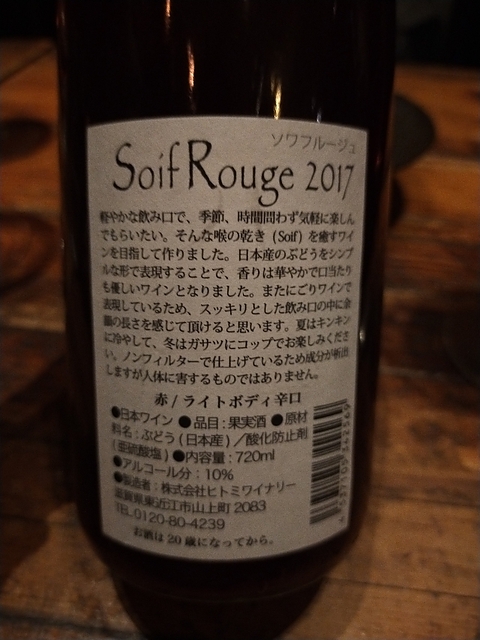 ソワフルージュ
Soif Rouge 2017
軽やかな飲み口で、季節、時間問わず気軽に楽しん
でもらいたい。そんな喉の乾き (Soif) を癒すワイ
ンを目指して作りました。日本産のぶどうをシンプ
ルな形で表現することで、香りは華やかで口当たり
も優しいワインとなりました。またにごりワインで
表現しているため、スッキリとした飲み口の中に余
韻の長さを感じて頂けると思います。夏はキンキン
に冷やして、冬はガサツにコップでお楽しみくださ
い。ノンフィルターで仕上げているため成分が析出
しますが人体に害するものではありません。
赤 / ライトボディ辛口
●日本ワイン ●品目 : 果実酒 ●原材
料名 : ぶどう (日本産) ／酸化防止剤
(亜硫酸塩) ●内容量 : 720ml
●アルコール分 : 10%
●製造者 : 株式会社ヒトミワイナリー
滋賀県東近江市山上町 2083
TEL0120-80-4239
お酒は 20 歳になってから。